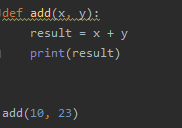 def add(x, y):
    result = x + y
    print(result)
add(10, 23)